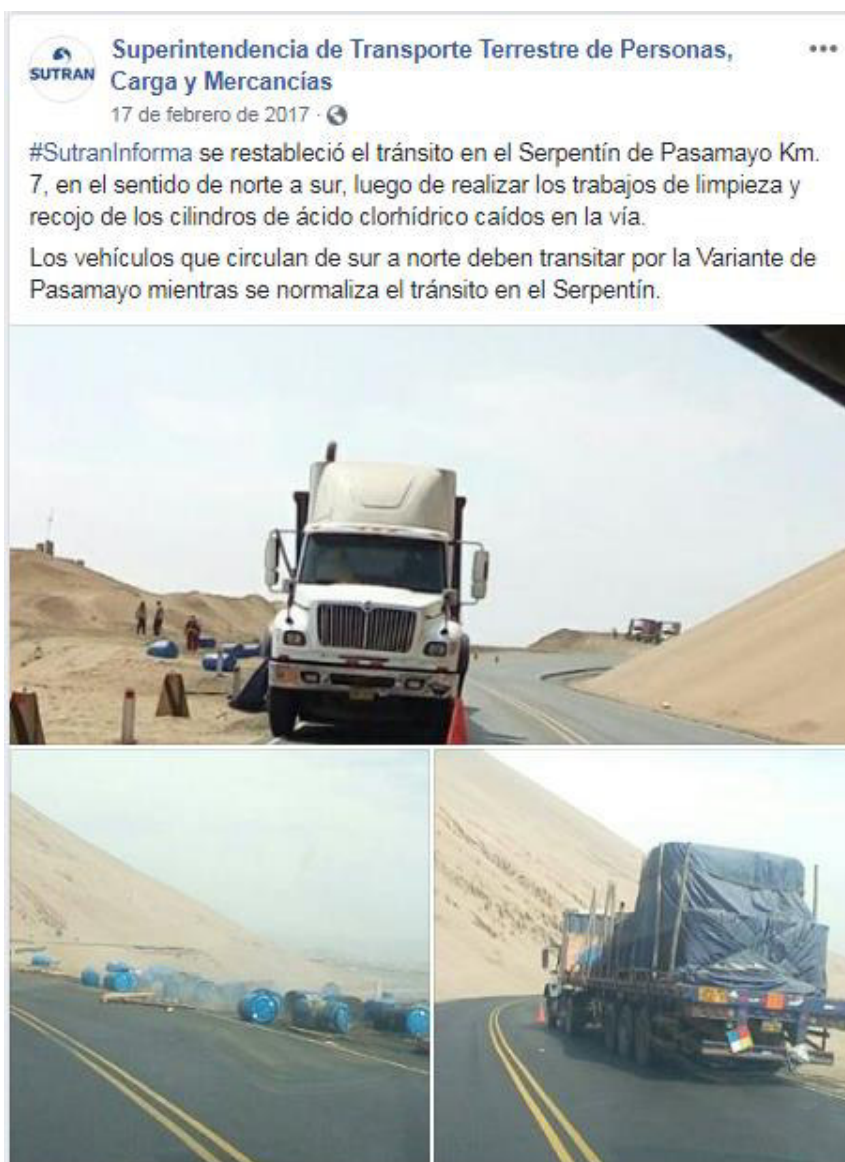 SUTRAN
Superintendencia de Transporte Terrestre de Personas,
Carga y Mercancías
17 de febrero de 2017 ·
#SutranInforma se restableció el tránsito en el Serpentín de Pasamayo Km.
7, en el sentido de norte a sur, luego de realizar los trabajos de limpieza y
recojo de los cilindros de ácido clorhídrico caídos en la vía.
Los vehículos que circulan de sur a norte deben transitar por la Variante de
Pasamayo mientras se normaliza el tránsito en el Serpentín.